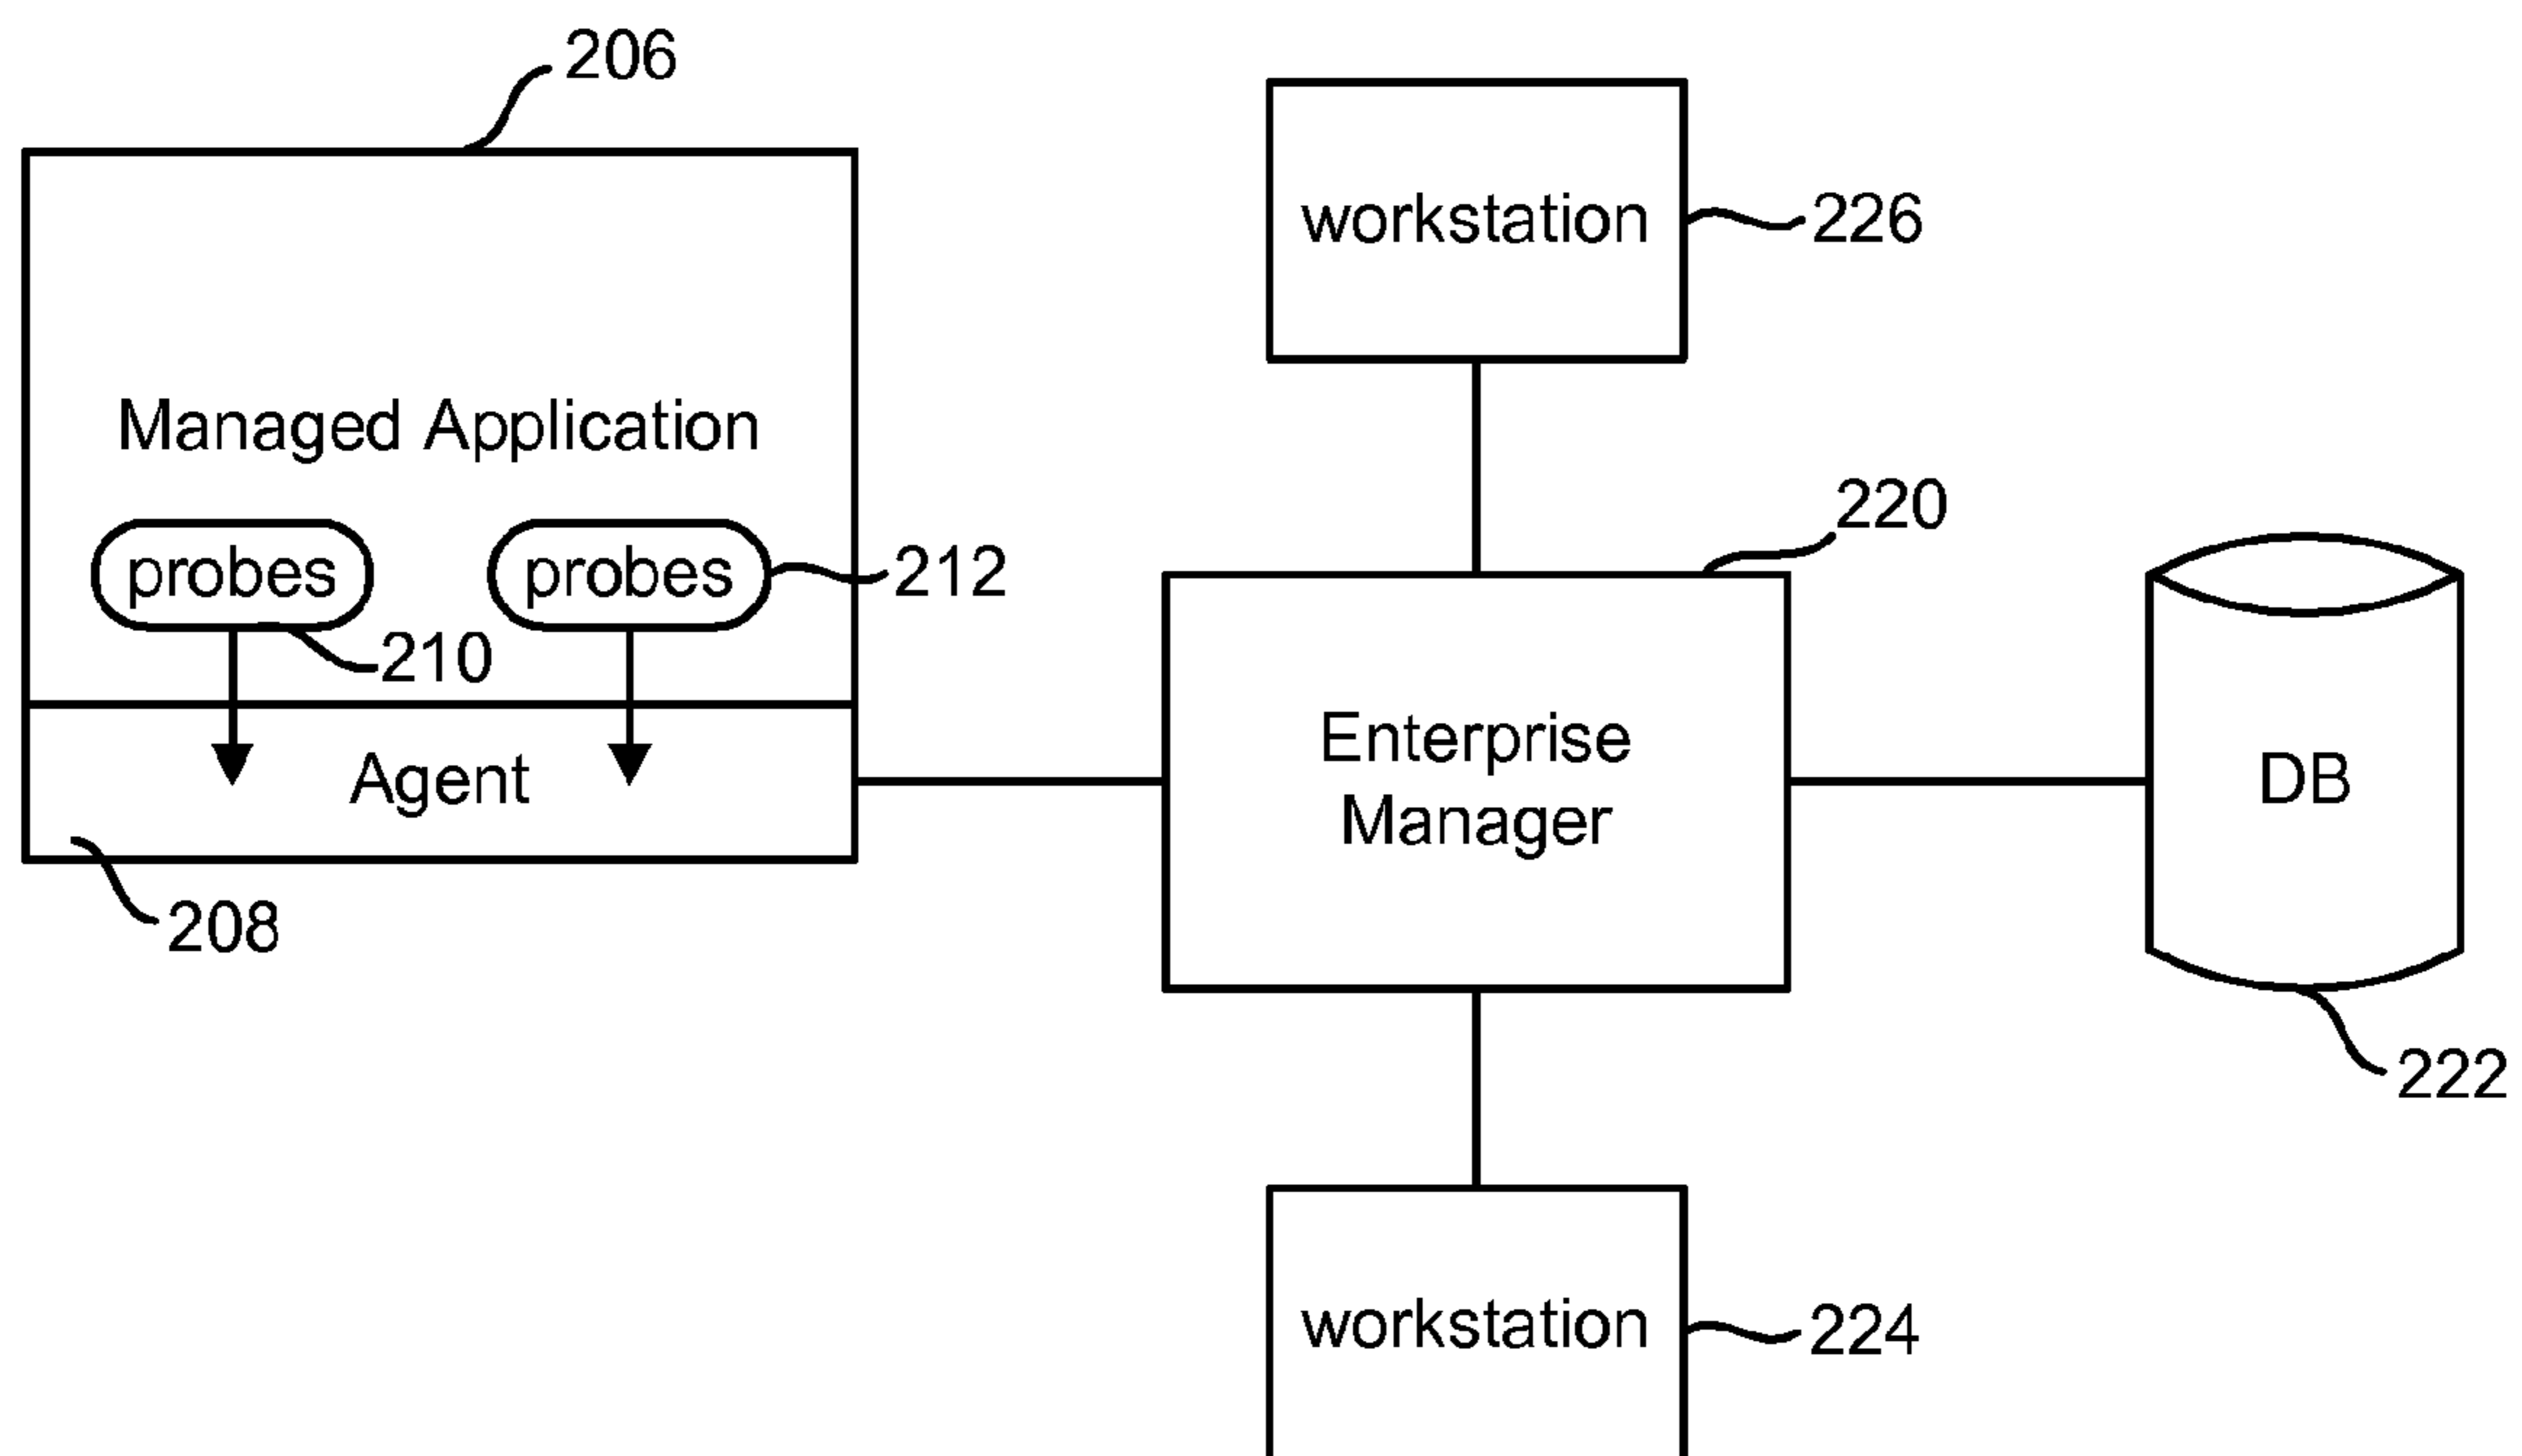 206
workstation
226
Managed Application
220
probes
probes
212
210
Enterprise
Manager
DB
Agent
208
222
workstation
224